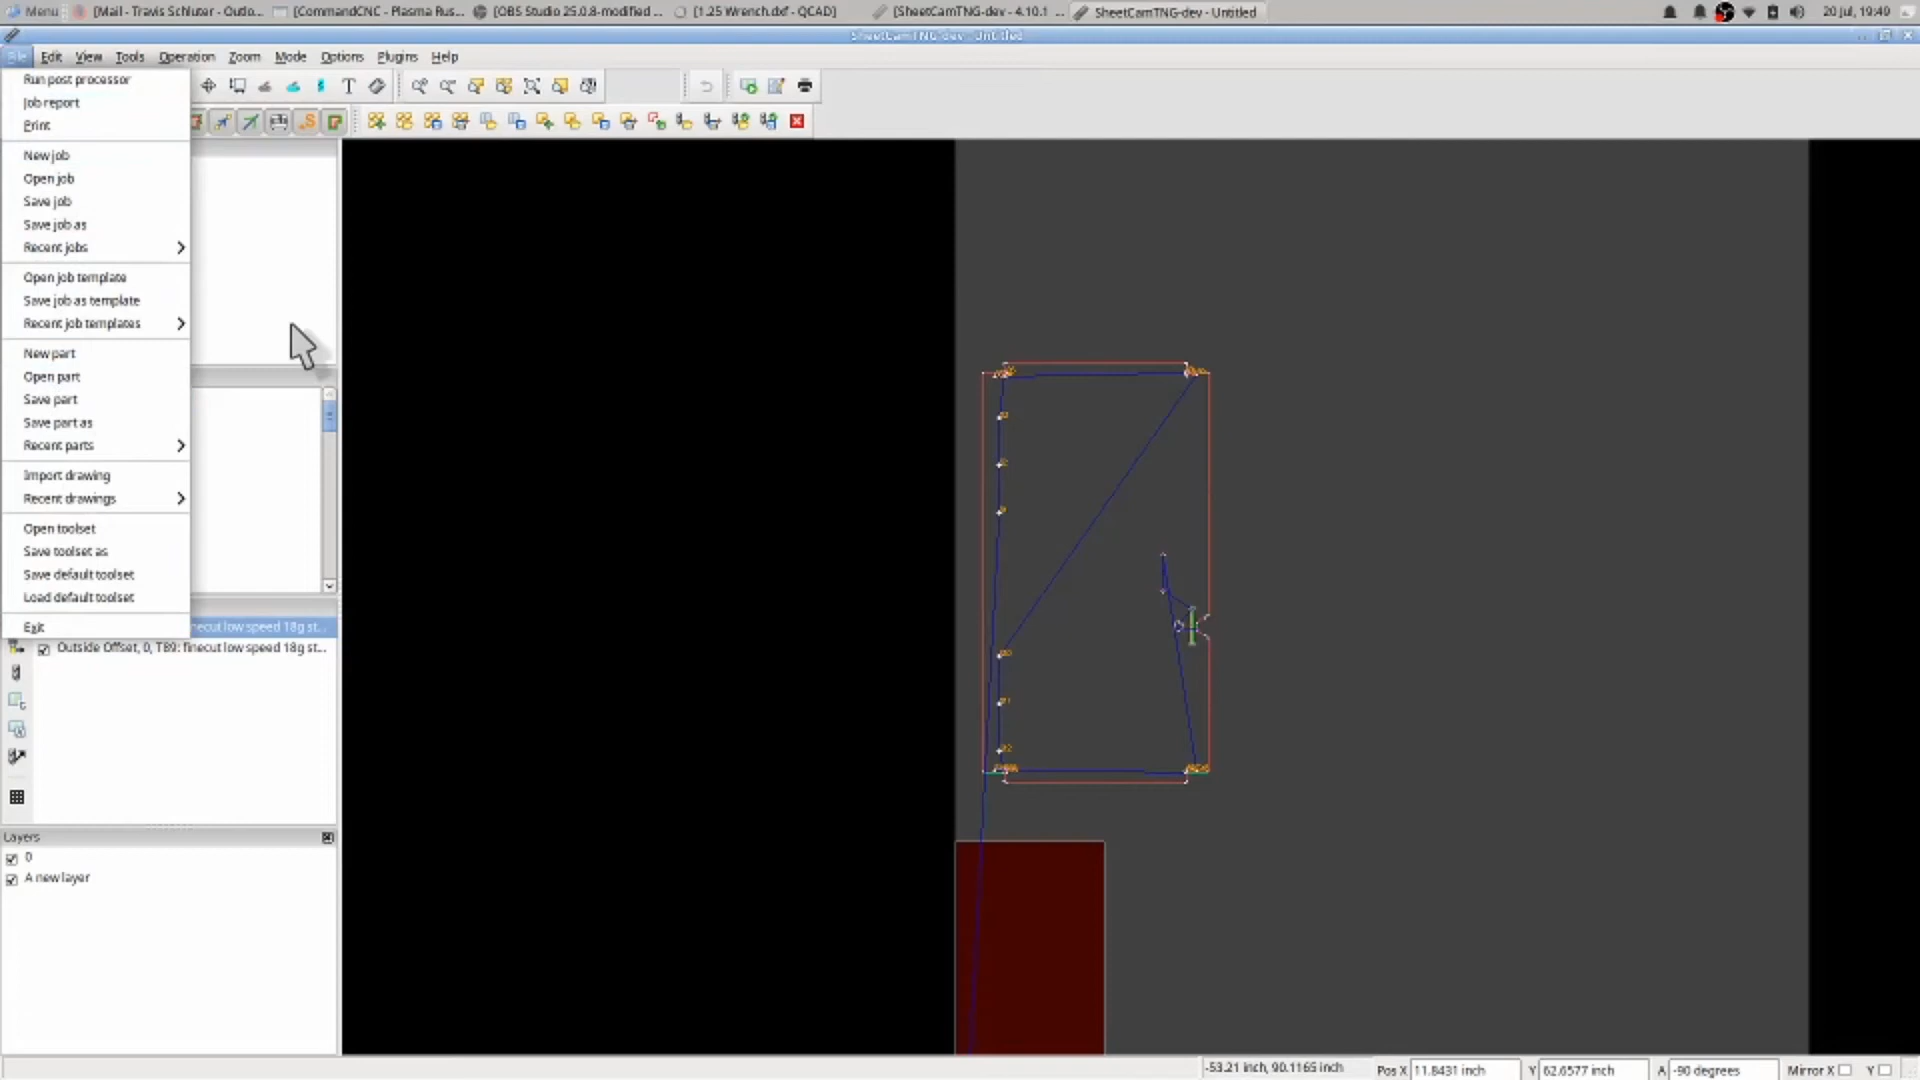 Menu [Mail - Travis Schluter - Outlo... [CommandCNC - Plasma Rus... [OBS Studio 25.0.8-modified ... [1.25 Wrench.dxf - QCAD] [SheetCamTNG-dev - 4.10.1 ... SheetCamTNG-dev - Untitled 20 Jul, 19:49
SheetCamTNG-dev - Untitled
File Edit View Tools Operation Zoom Mode Options Plugins Help
Run post processor
Job report
Print
New job
Open job
Save job
Save job as
Recent jobs
Open job template
Save job as template
Recent job templates
New part
Open part
Save part
Save part as
Recent parts
Import drawing
Recent drawings
Open toolset
Save toolset as
Save default toolset
Load default toolset
Exit
necut low speed 18g st...
Outside Offset, 0, T89: finecut low speed 18g st...
Layers
0
A new layer
-53.21 inch, 90.1165 inch Pos X 11.8431 inch Y 62.6577 inch A -90 degrees Mirror X Y